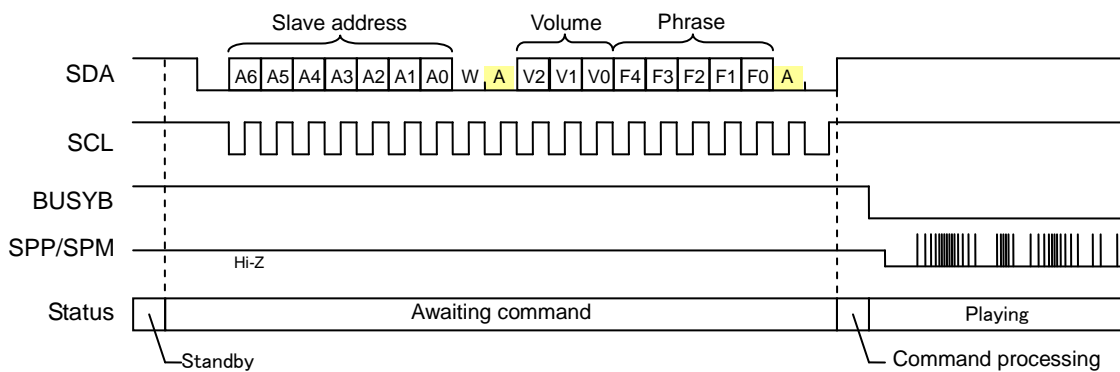 Slave address Volume Phrase
SDA A6 A5 A4 A3 A2 A1 A0 W A V2 V1 V0 F4 F3 F2 F1 F0 A
SCL
BUSYB
SPP/SPM
Hi-Z
Status Awaiting command Playing
Standby Command processing